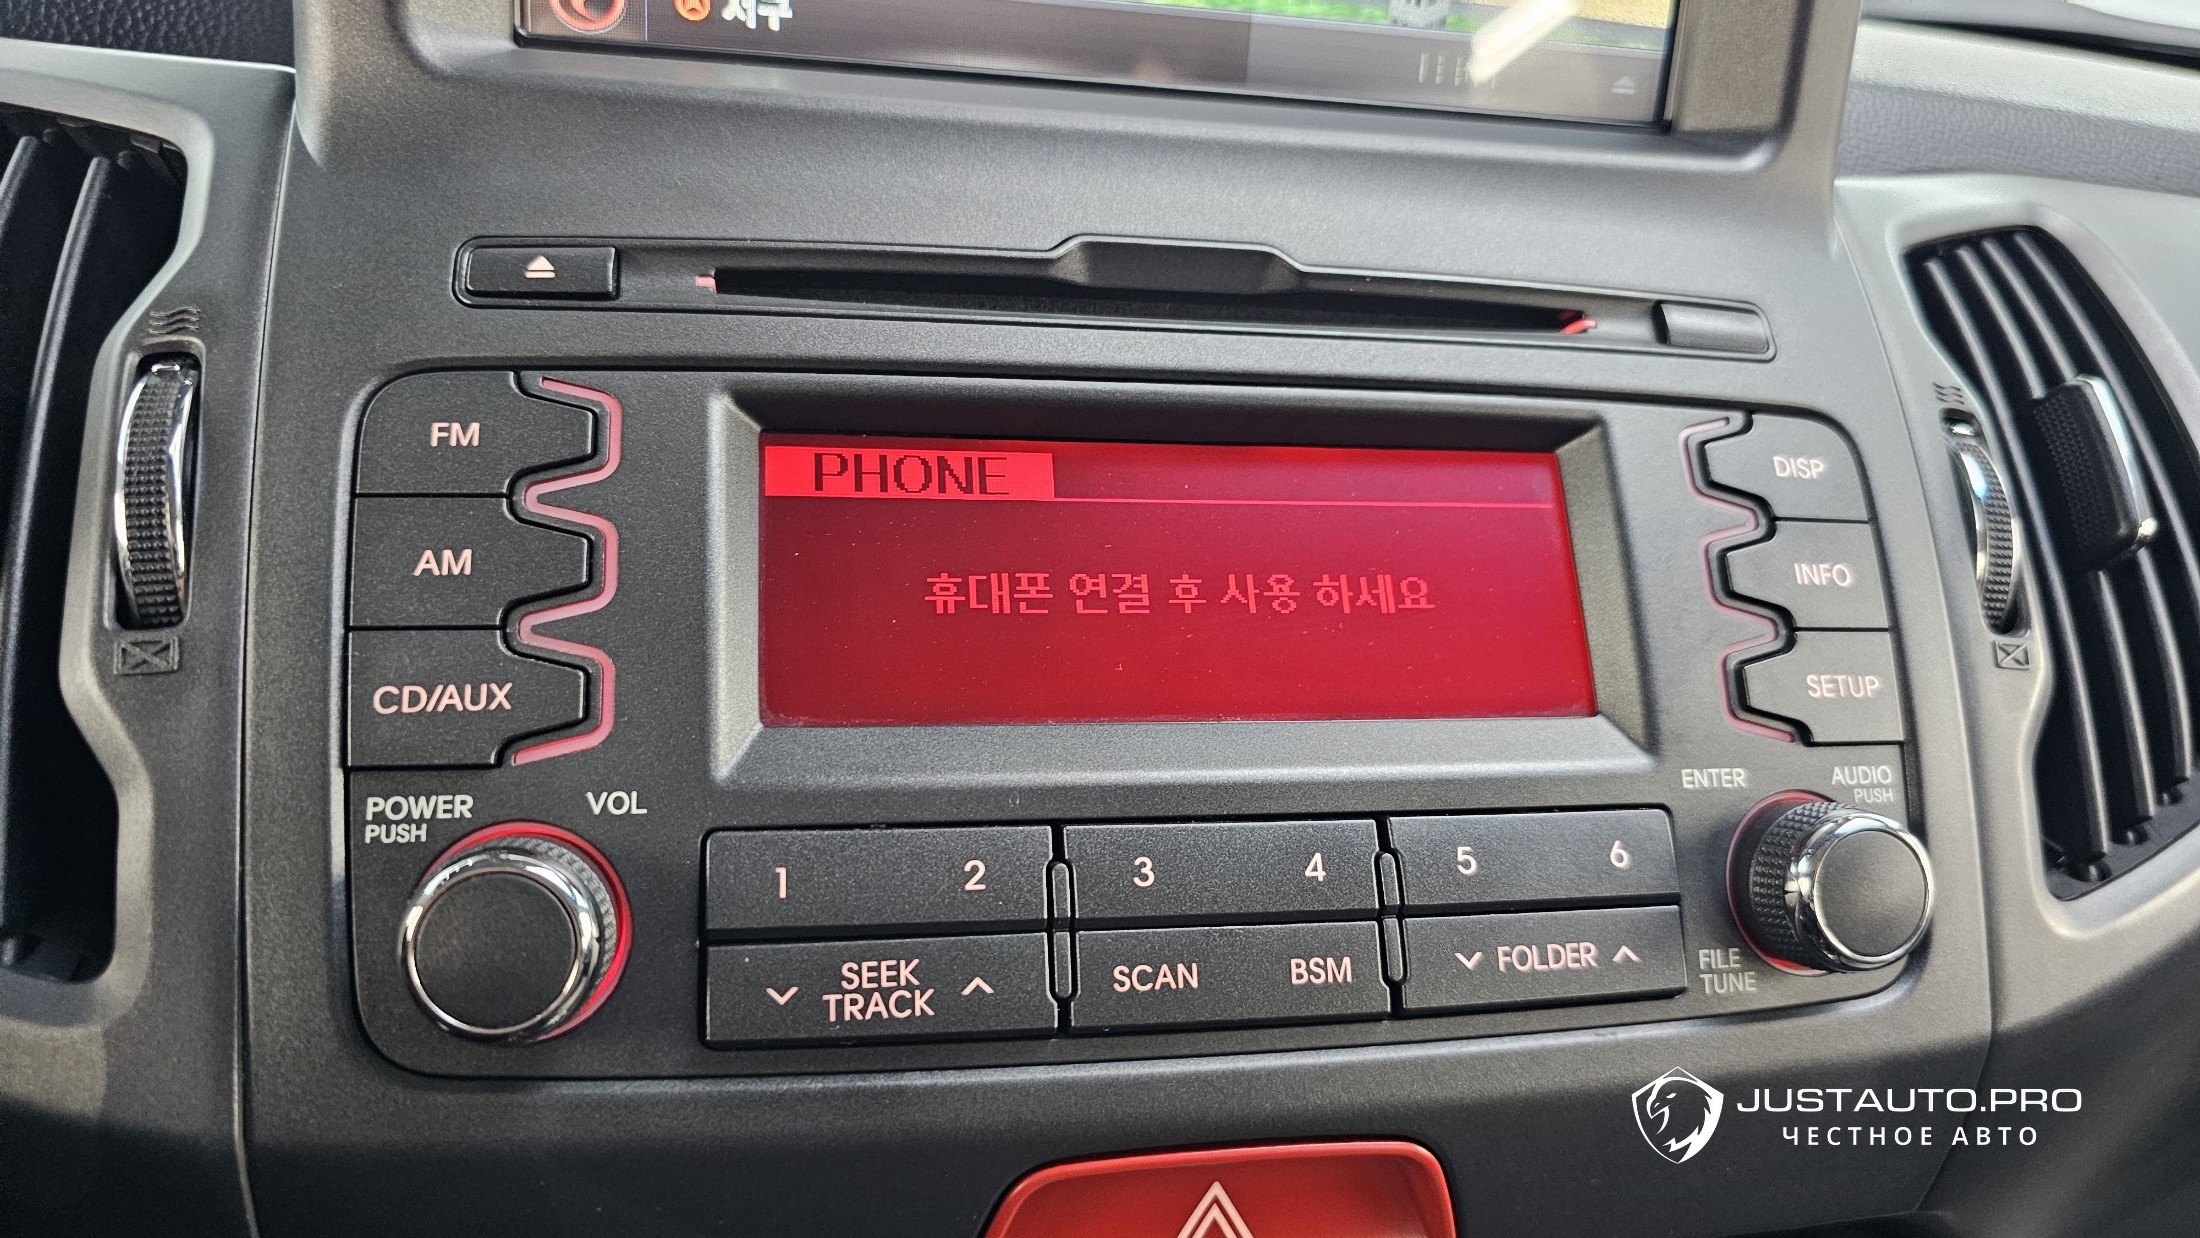 서구
FM
AM
CD/AUX
PHONE
휴대폰 연결 후 사용 하세요
DISP
INFO
SETUP
POWER
PUSH
VOL
1 2 3 4 5 6
SEEK
TRACK
SCAN
BSM
FOLDER
ENTER
AUDIO
PUSH
FILE
TUNE
JUSTAUTO.PRO
ЧЕСТНОЕ АВТО